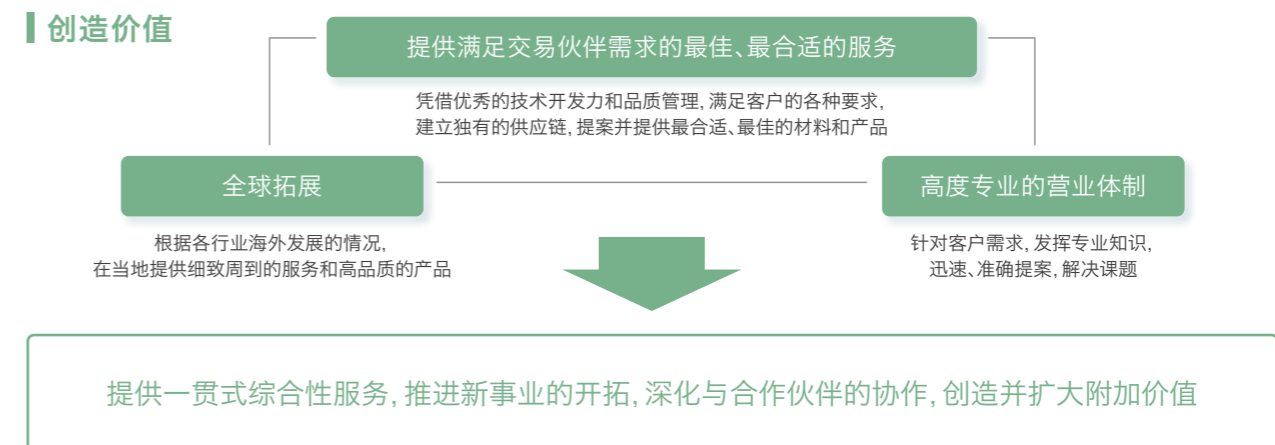 创造价值
提供满足交易伙伴需求的最佳、最合适的服务
凭借优秀的技术开发力和品质管理, 满足客户的各种要求,
建立独有的供应链, 提案并提供最合适、最佳的材料和产品
全球拓展
根据各行业海外发展的情况,
在当地提供细致周到的服务和高品质的产品
高度专业的营业体制
针对客户需求, 发挥专业知识,
迅速、准确提案, 解决课题
提供一贯式综合性服务, 推进新事业的开拓, 深化与合作伙伴的协作, 创造并扩大附加价值